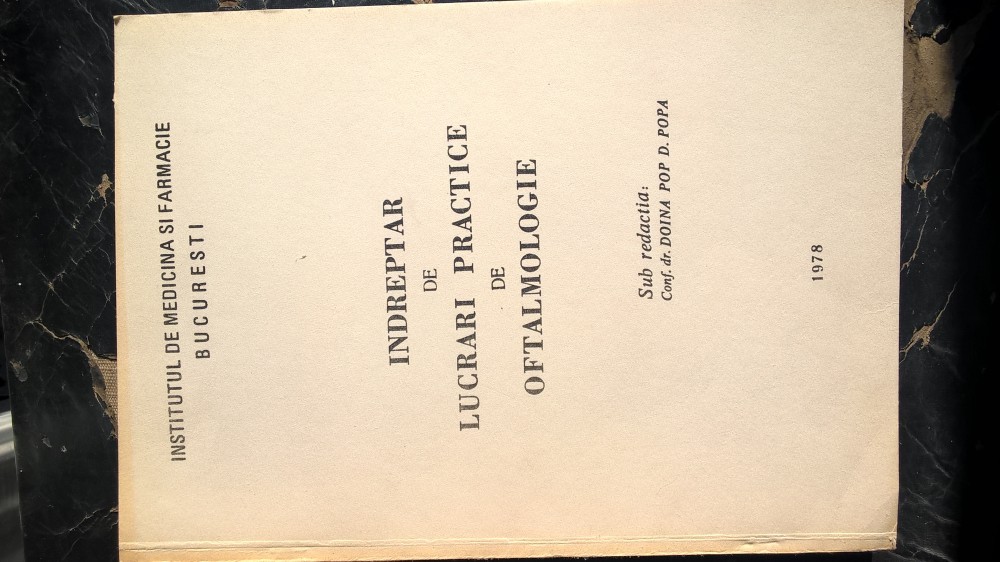 INSTITUTUL DE MEDICINA SI FARMACIE
BUCURESTI
INDREPTAR
DE
LUCRARI PRACTICE
DE
OFTALMOLOGIE
Sub redactia:
Conf. dr. DOINA POP D. POPA
1978